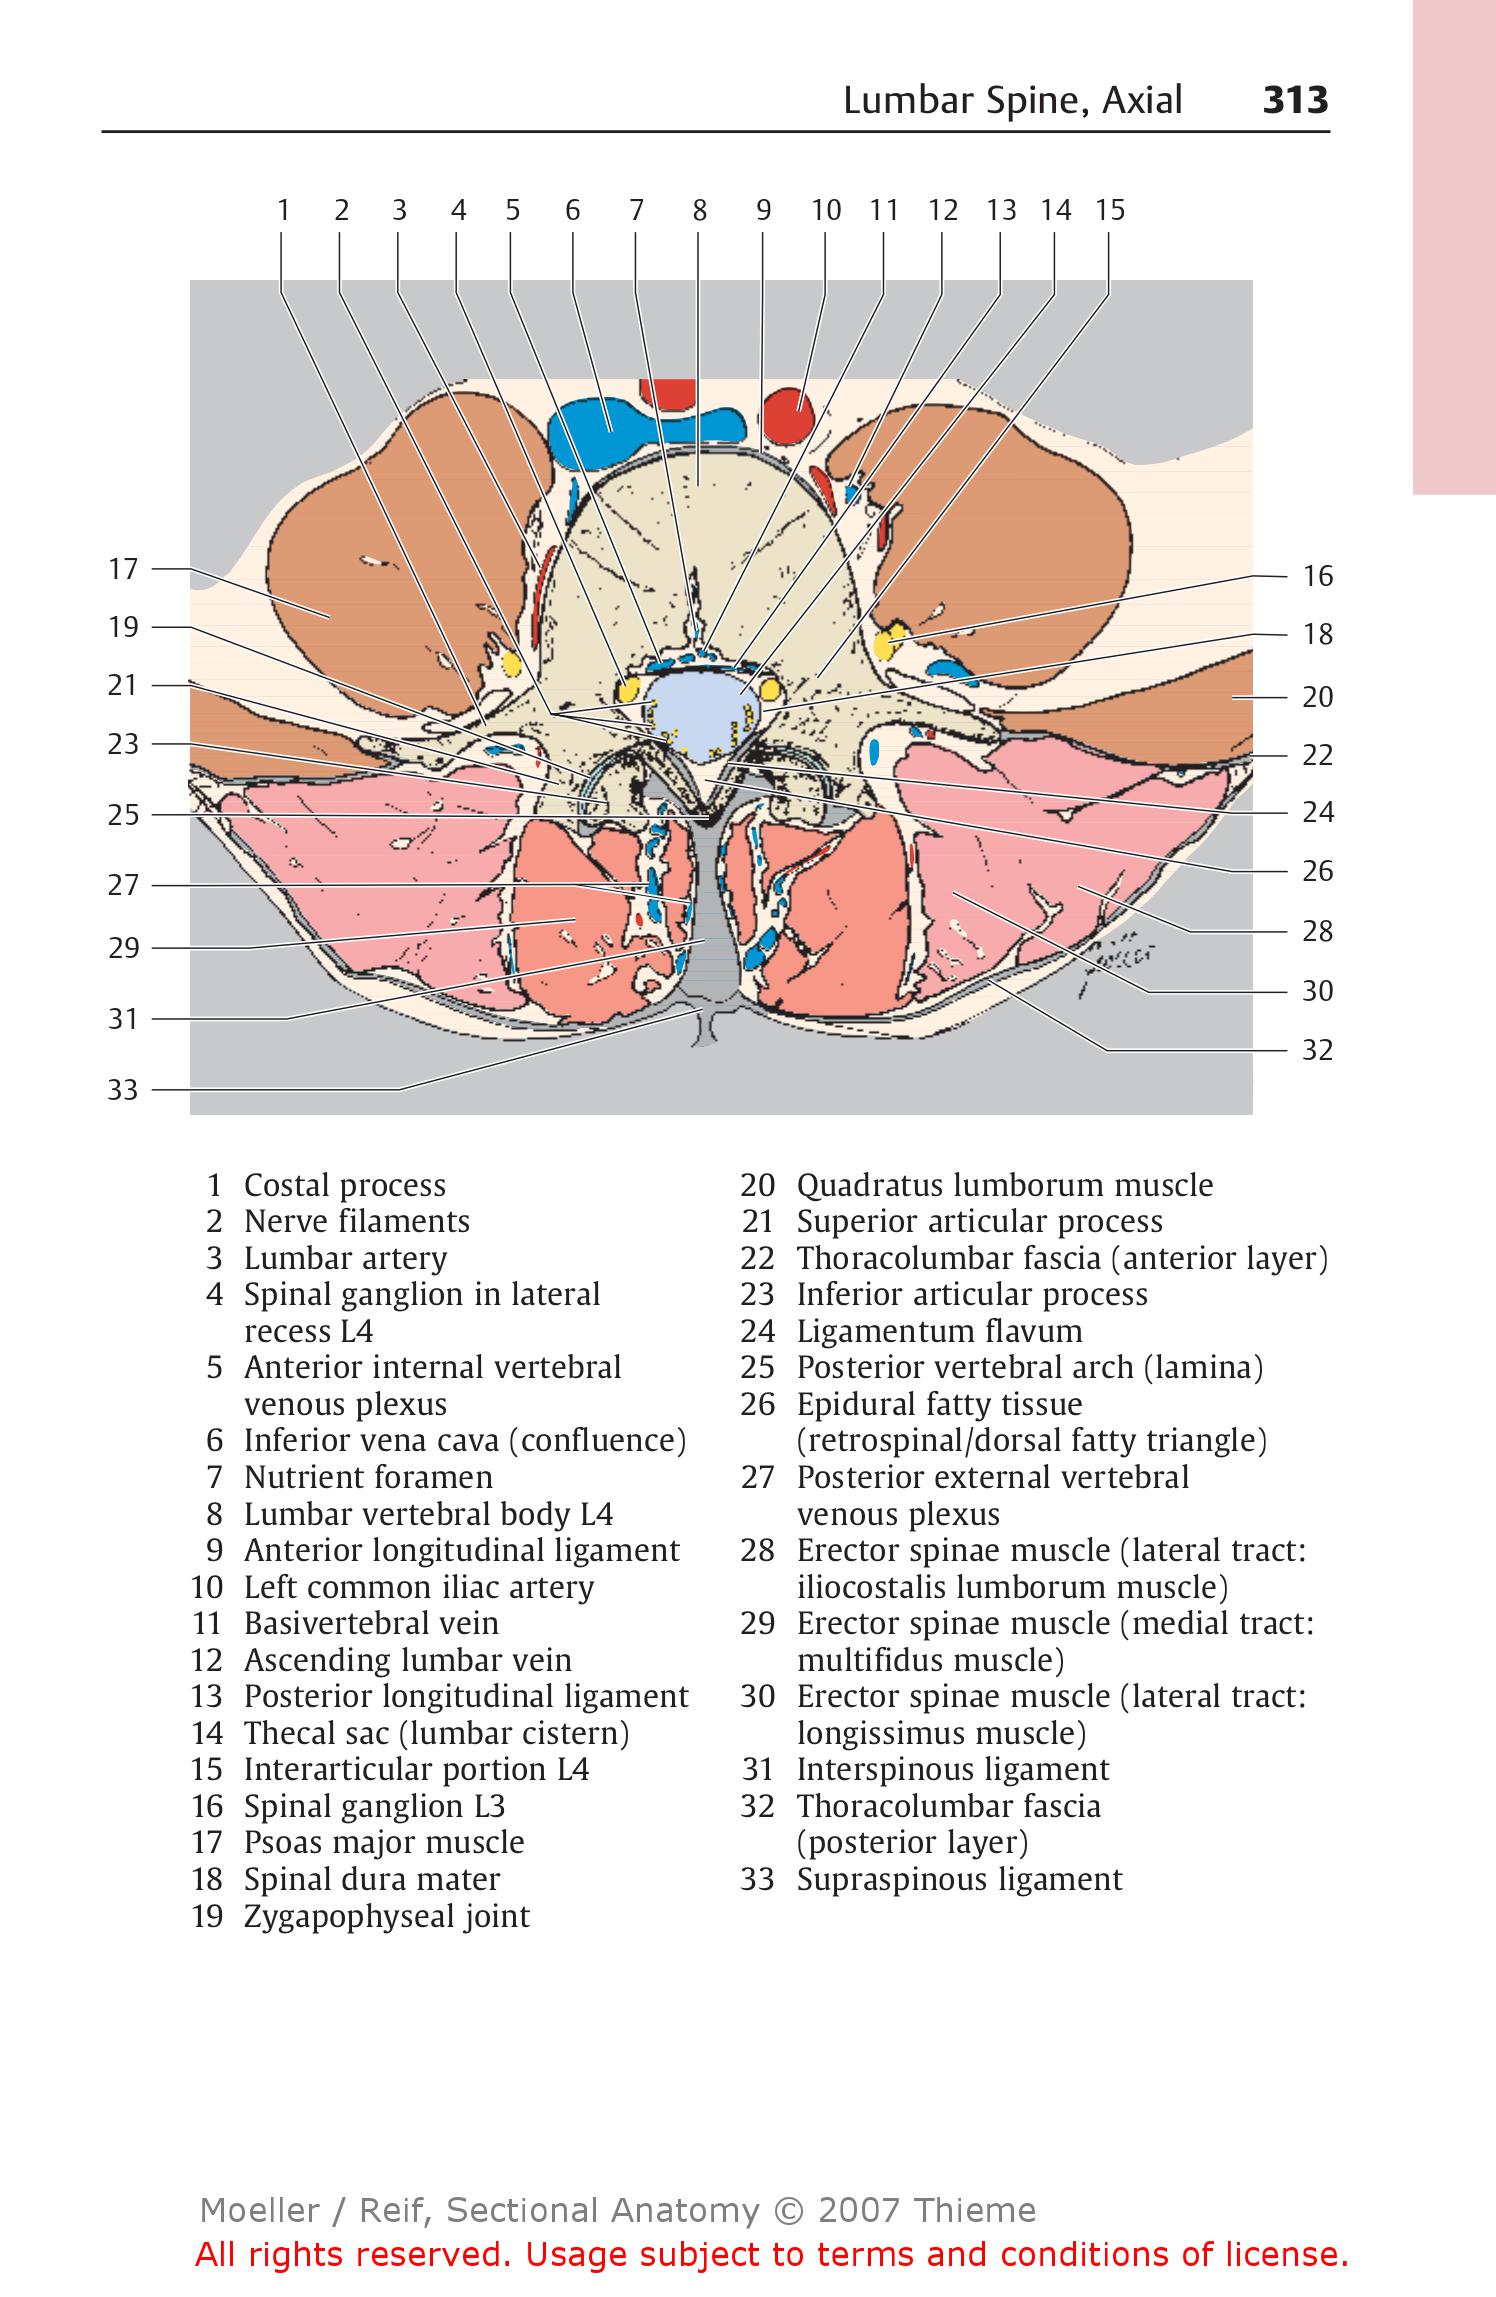 Lumbar Spine, Axial 313
1 2 3 4 5 6 7 8 9 10 11 12 13 14 15
17
19
21
23
25
27
29
31
33
16
18
20
22
24
26
28
30
32
1 Costal process
2 Nerve filaments
3 Lumbar artery
4 Spinal ganglion in lateral
recess L4
5 Anterior internal vertebral
venous plexus
6 Inferior vena cava (confluence)
7 Nutrient foramen
8 Lumbar vertebral body L4
9 Anterior longitudinal ligament
10 Left common iliac artery
11 Basivertebral vein
12 Ascending lumbar vein
13 Posterior longitudinal ligament
14 Thecal sac (lumbar cistern)
15 Interarticular portion L4
16 Spinal ganglion L3
17 Psoas major muscle
18 Spinal dura mater
19 Zygapophyseal joint
20 Quadratus lumborum muscle
21 Superior articular process
22 Thoracolumbar fascia (anterior layer)
23 Inferior articular process
24 Ligamentum flavum
25 Posterior vertebral arch (lamina)
26 Epidural fatty tissue
(retrospinal/dorsal fatty triangle)
27 Posterior external vertebral
venous plexus
28 Erector spinae muscle (lateral tract:
iliocostalis lumborum muscle)
29 Erector spinae muscle (medial tract:
multifidus muscle)
30 Erector spinae muscle (lateral tract:
longissimus muscle)
31 Interspinous ligament
32 Thoracolumbar fascia
(posterior layer)
33 Supraspinous ligament
Moeller / Reif, Sectional Anatomy © 2007 Thieme
All rights reserved. Usage subject to terms and conditions of license.